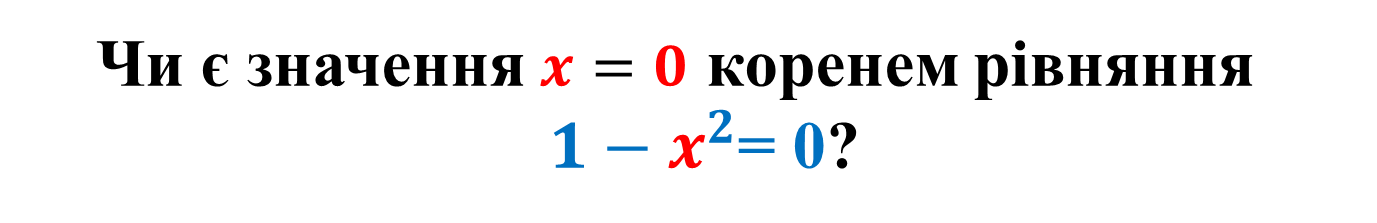 Чи є значення x = 0 коренем рівняння
1 − x²= 0?